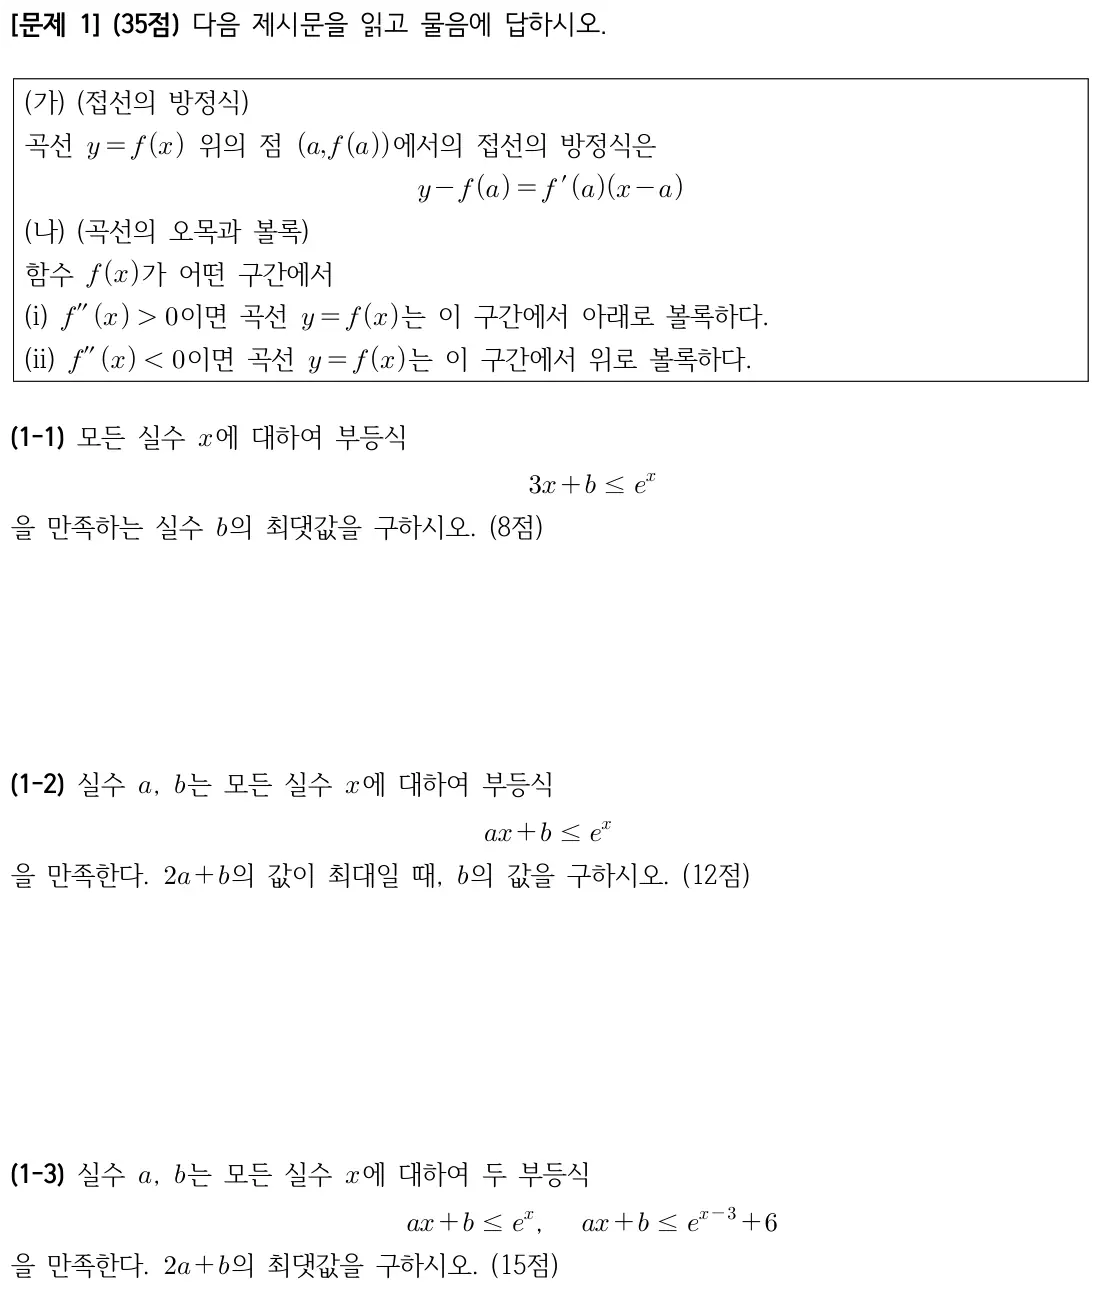 [문제 1] (35점) 다음 제시문을 읽고 물음에 답하시오.
(가) (접선의 방정식)
곡선 y=f(x) 위의 점 (a,f(a))에서의 접선의 방정식은
y-f(a)=f′(a)(x-a)
(나) (곡선의 오목과 볼록)
함수 f(x)가 어떤 구간에서
(i) f″(x)>0이면 곡선 y=f(x)는 이 구간에서 아래로 볼록하다.
(ii) f″(x)<0이면 곡선 y=f(x)는 이 구간에서 위로 볼록하다.
(1-1) 모든 실수 x에 대하여 부등식
3x+b≤e^x
을 만족하는 실수 b의 최댓값을 구하시오. (8점)
(1-2) 실수 a, b는 모든 실수 x에 대하여 부등식
ax+b≤e^x
을 만족한다. 2a+b의 값이 최대일 때, b의 값을 구하시오. (12점)
(1-3) 실수 a, b는 모든 실수 x에 대하여 두 부등식
ax+b≤e^x, ax+b≤e^{x-3}+6
을 만족한다. 2a+b의 최댓값을 구하시오. (15점)